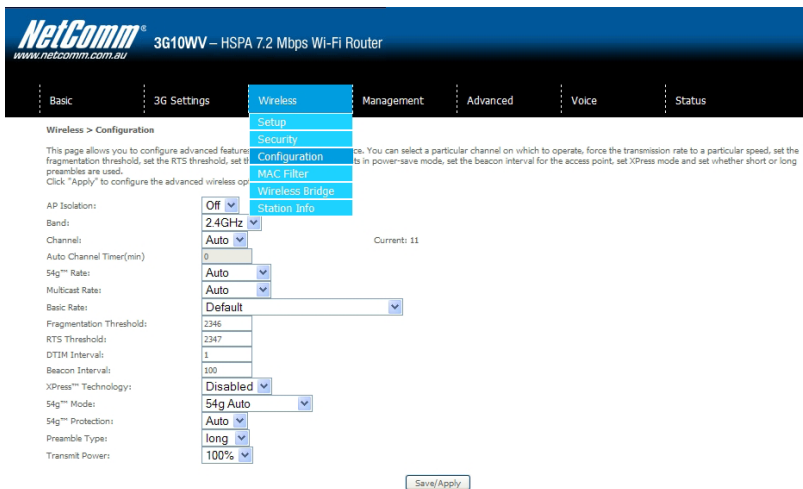 NetComm®
www.netcomm.com.au
3G10WV – HSPA 7.2 Mbps Wi-Fi Router
Basic
3G Settings
Wireless
Management
Advanced
Voice
Status
Setup
Security
Configuration
MAC Filter
Wireless Bridge
Station Info
Wireless > Configuration
This page allows you to configure advanced features ce. You can select a particular channel on which to operate, force the transmission rate to a particular speed, set the
fragmentation threshold, set the RTS threshold, set th ts in power-save mode, set the beacon interval for the access point, set XPress mode and set whether short or long
preambles are used.
Click "Apply" to configure the advanced wireless op
AP Isolation: Off
Band: 2.4GHz
Channel: Auto Current: 11
Auto Channel Timer(min) 0
54g™ Rate: Auto
Multicast Rate: Auto
Basic Rate: Default
Fragmentation Threshold: 2346
RTS Threshold: 2347
DTIM Interval: 1
Beacon Interval: 100
XPress™ Technology: Disabled
54g™ Mode: 54g Auto
54g™ Protection: Auto
Preamble Type: long
Transmit Power: 100%
Save/Apply